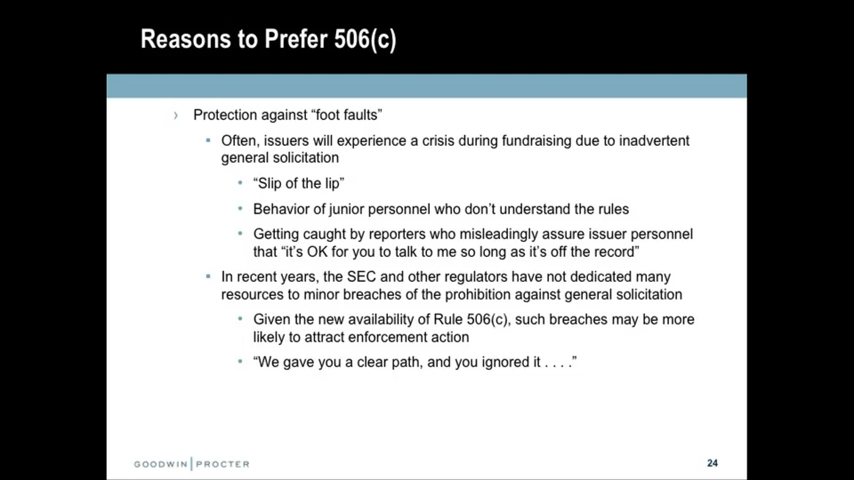 Reasons to Prefer 506(c)
› Protection against “foot faults”
▪ Often, issuers will experience a crisis during fundraising due to inadvertent
general solicitation
• “Slip of the lip”
• Behavior of junior personnel who don’t understand the rules
• Getting caught by reporters who misleadingly assure issuer personnel
that “it’s OK for you to talk to me so long as it’s off the record”
▪ In recent years, the SEC and other regulators have not dedicated many
resources to minor breaches of the prohibition against general solicitation
• Given the new availability of Rule 506(c), such breaches may be more
likely to attract enforcement action
• “We gave you a clear path, and you ignored it . . . .”
GOODWIN | PROCTER
24